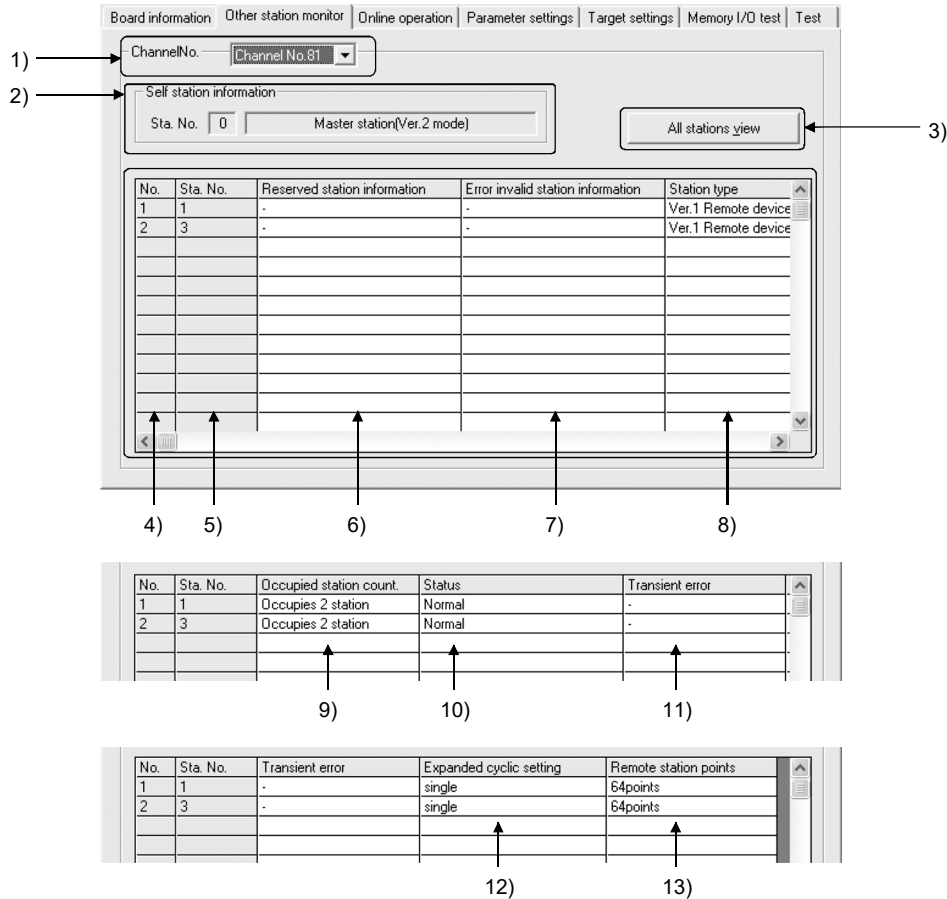 Board information Other station monitor Online operation Parameter settings Target settings Memory I/O test Test
1) ChannelNo. Channel No.81
2) Self station information
Sta. No. 0 Master station(Ver.2 mode) All stations view 3)
No. Sta. No. Reserved station information Error invalid station information Station type
1 1 - - Ver.1 Remote device
2 3 - - Ver.1 Remote device
4) 5) 6) 7) 8)
No. Sta. No. Occupied station count. Status Transient error
1 1 Occupies 2 station Normal -
2 3 Occupies 2 station Normal -
9) 10) 11)
No. Sta. No. Transient error Expanded cyclic setting Remote station points
1 1 - single 64points
2 3 - single 64points
12) 13)